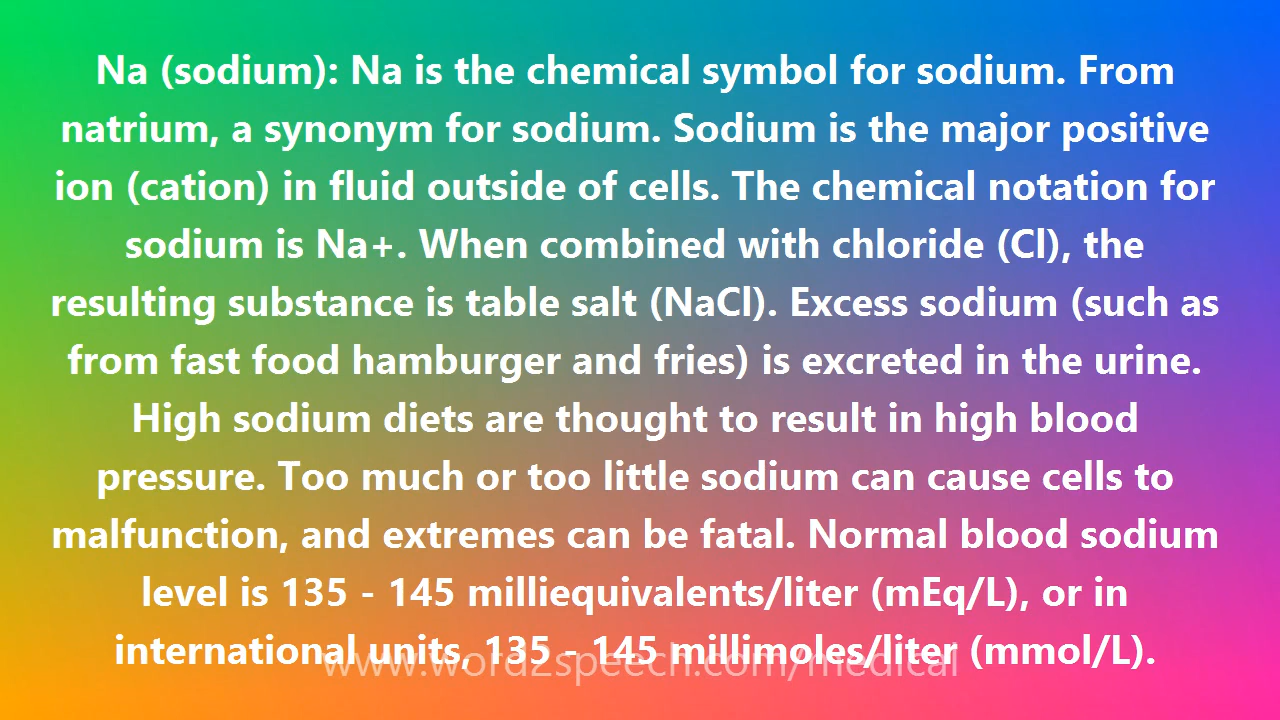 Na (sodium): Na is the chemical symbol for sodium. From
natrium, a synonym for sodium. Sodium is the major positive
ion (cation) in fluid outside of cells. The chemical notation for
sodium is Na+. When combined with chloride (Cl), the
resulting substance is table salt (NaCl). Excess sodium (such as
from fast food hamburger and fries) is excreted in the urine.
High sodium diets are thought to result in high blood
pressure. Too much or too little sodium can cause cells to
malfunction, and extremes can be fatal. Normal blood sodium
level is 135 - 145 milliequivalents/liter (mEq/L), or in
international units, 135 - 145 millimoles/liter (mmol/L).
www.word2speech.com/medical